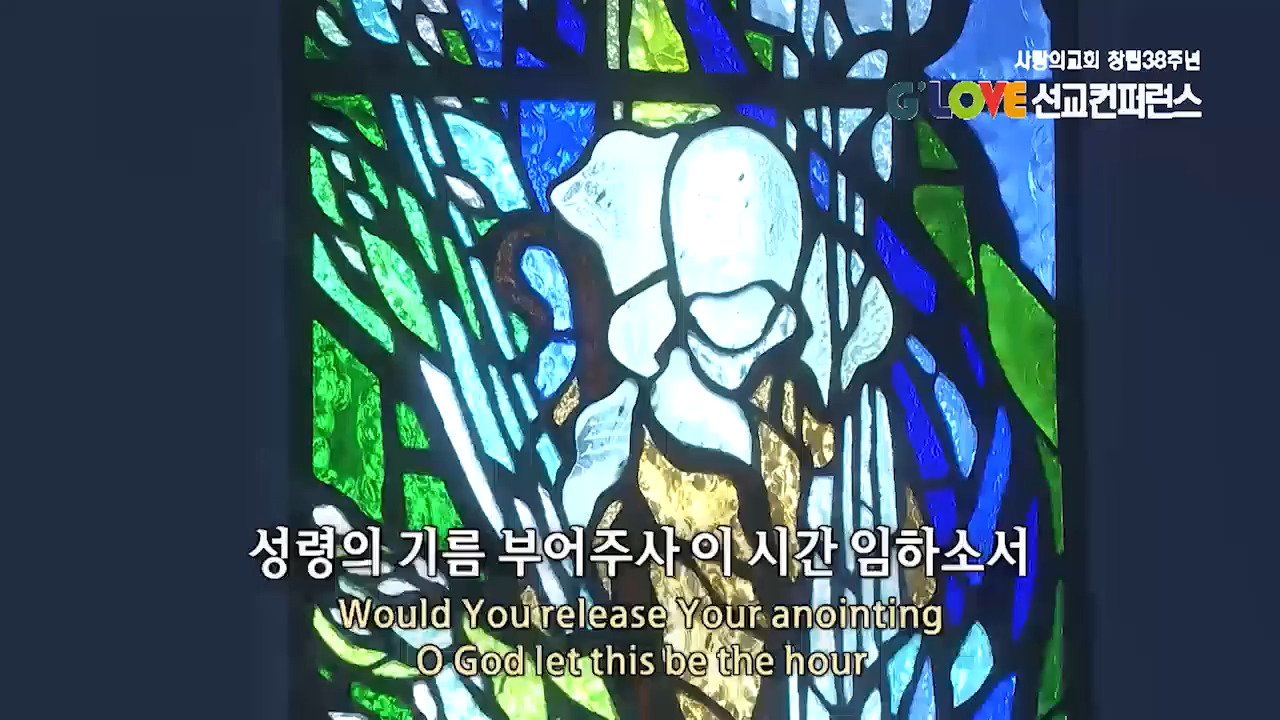 사랑의교회 창립38주년
G'LOVE 선교컨퍼런스
성령의 기름 부어주사 이 시간 임하소서
Would You release Your anointing
O God let this be the hour